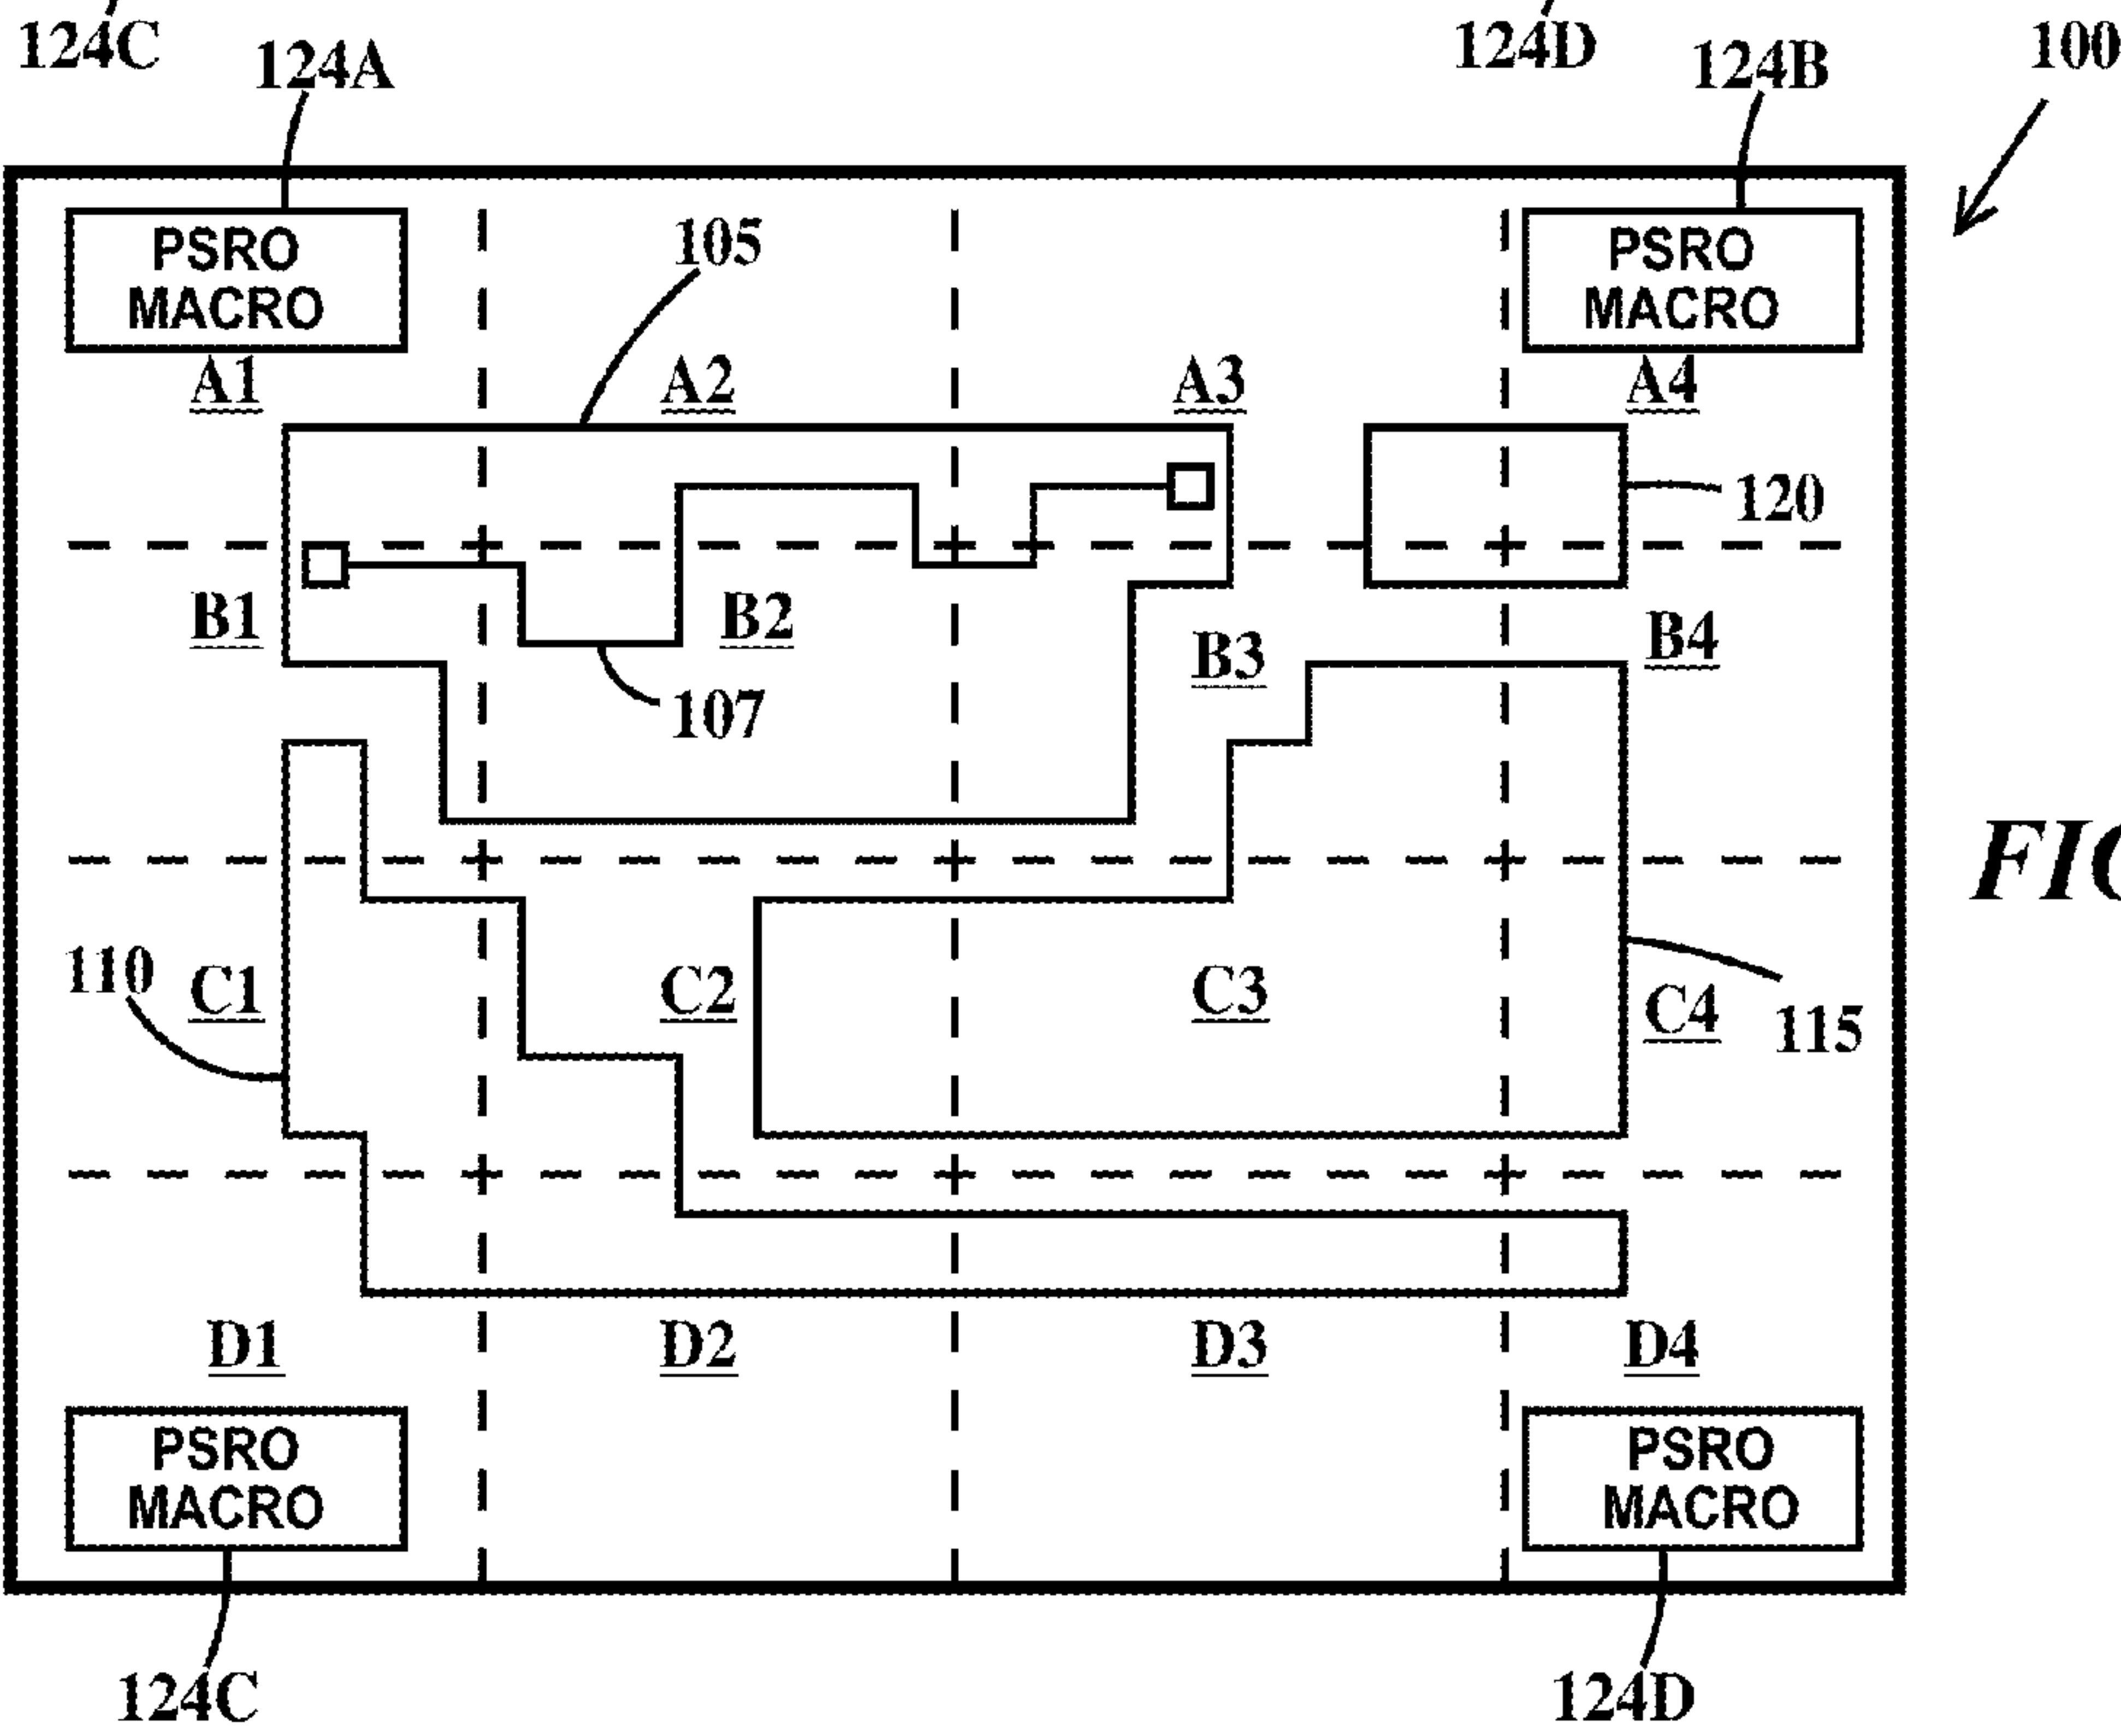 124C
124D
100
124A
124B
PSRO
MACRO
PSRO
MACRO
105
A1
A2
A3
A4
120
B1
B2
B3
B4
107
FIG
110
C1
C2
C3
C4
115
D1
D2
D3
D4
PSRO
MACRO
PSRO
MACRO
124C
124D